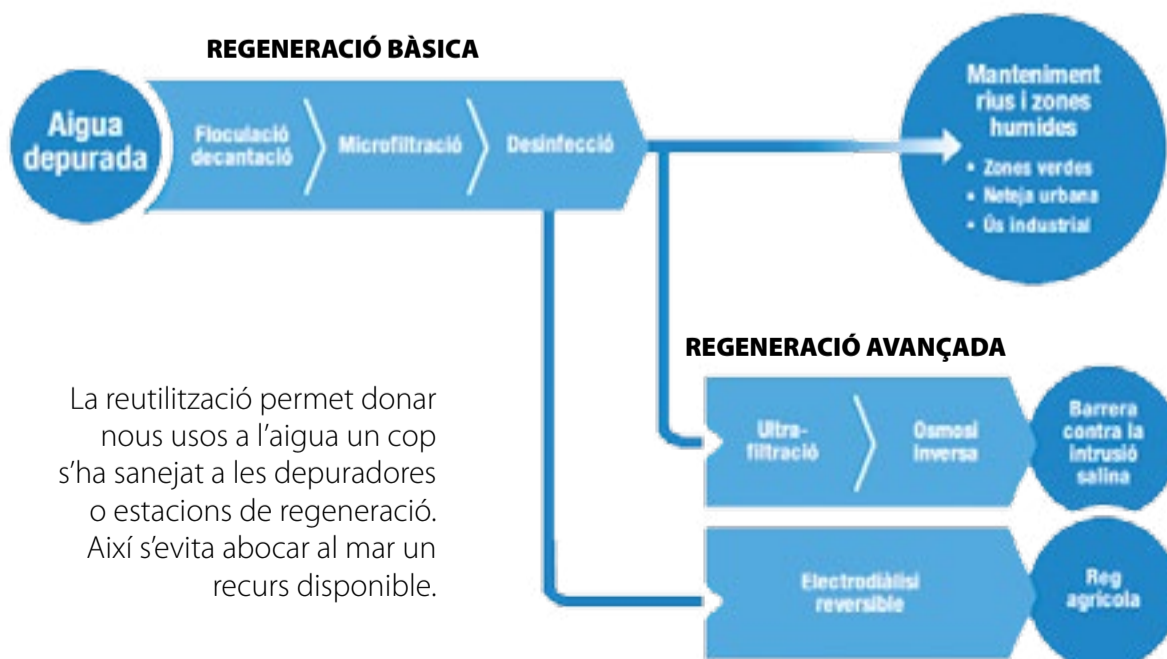 REGENERACIÓ BÀSICA
Aigua
depurada
Floculació
decantació
Microfiltració
Desinfecció
Manteniment
rius i zones
humides
• Zones verdes
• Neteja urbana
• Ús industrial
REGENERACIÓ AVANÇADA
La reutilització permet donar
nous usos a l’aigua un cop
s’ha sanejat a les depuradores
o estacions de regeneració.
Així s’evita abocar al mar un
recurs disponible.
Ultra-
filtració
Osmosi
inversa
Barrera
contra la
intrusió
salina
Electrodiàlisi
reversible
Reg
agrícola